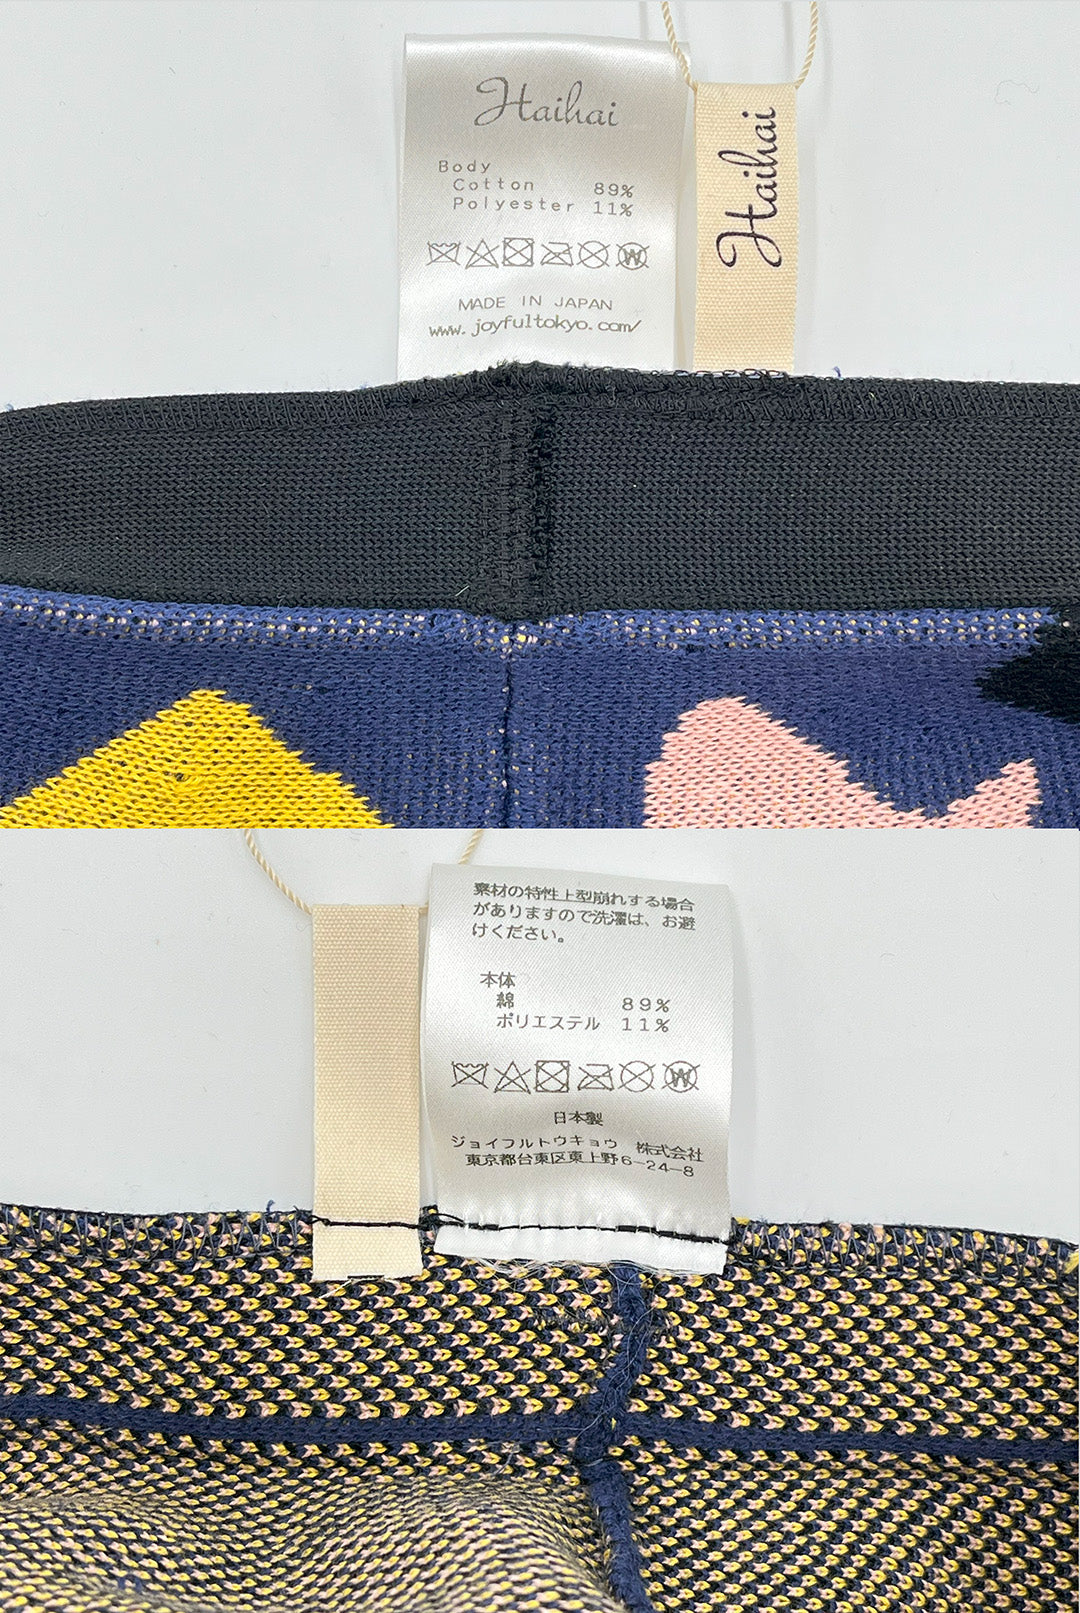 Haihai
Body
Cotton 89%
Polyester 11%
W
MADE IN JAPAN
www.joyfultokyo.com/
Haihai
素材の特性上型崩れする場合
がありますので洗濯は、お避
けください。
本体
綿 89%
ポリエステル 11%
W
日本製
ジョイフルトウキョウ 株式会社
東京都台東区東上野6-24-8